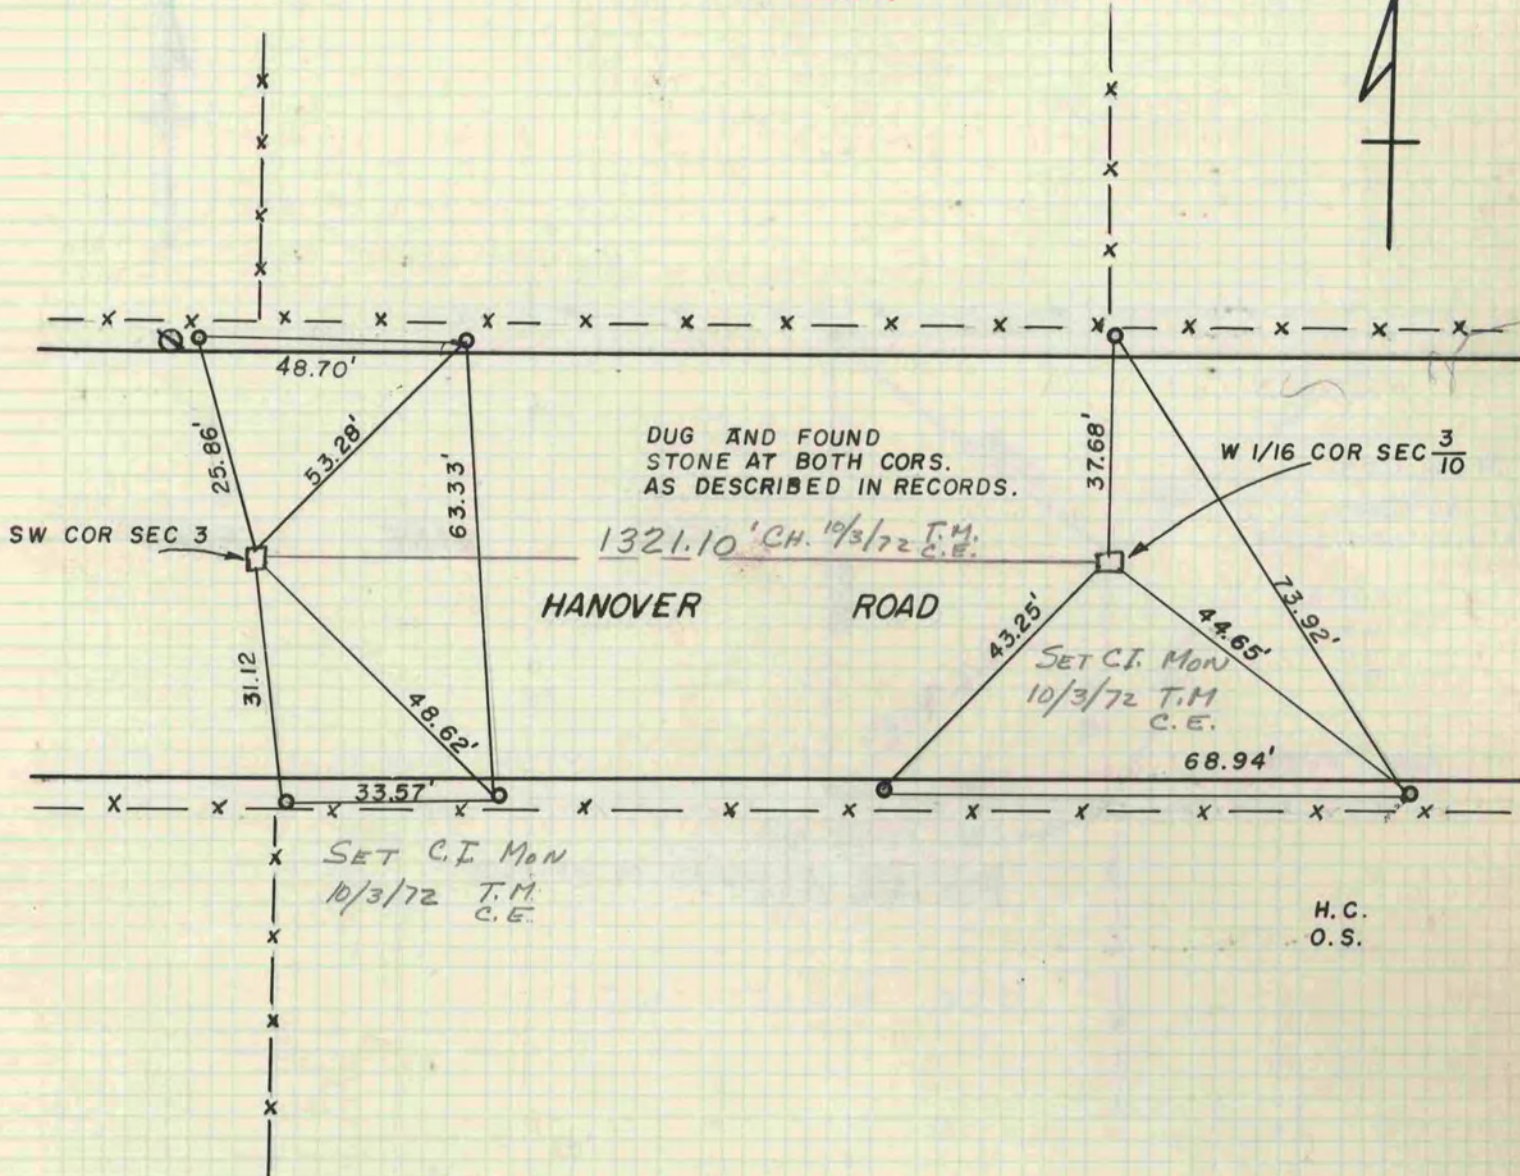 48.70'
25.86'
53.28'
63.33'
DUG AND FOUND
STONE AT BOTH CORS.
AS DESCRIBED IN RECORDS.
37.68'
W 1/16 COR SEC 3/10
SW COR SEC 3
1321.10' CH. 10/3/72 T.M.
C.E.
HANOVER ROAD
31.12
48.62'
43.25'
44.65'
73.92'
SET C.I. MON
10/3/72 T.M
C.E.
68.94'
33.57'
SET C.I. MON
10/3/72 T.M.
C.E.
H.C.
O.S.